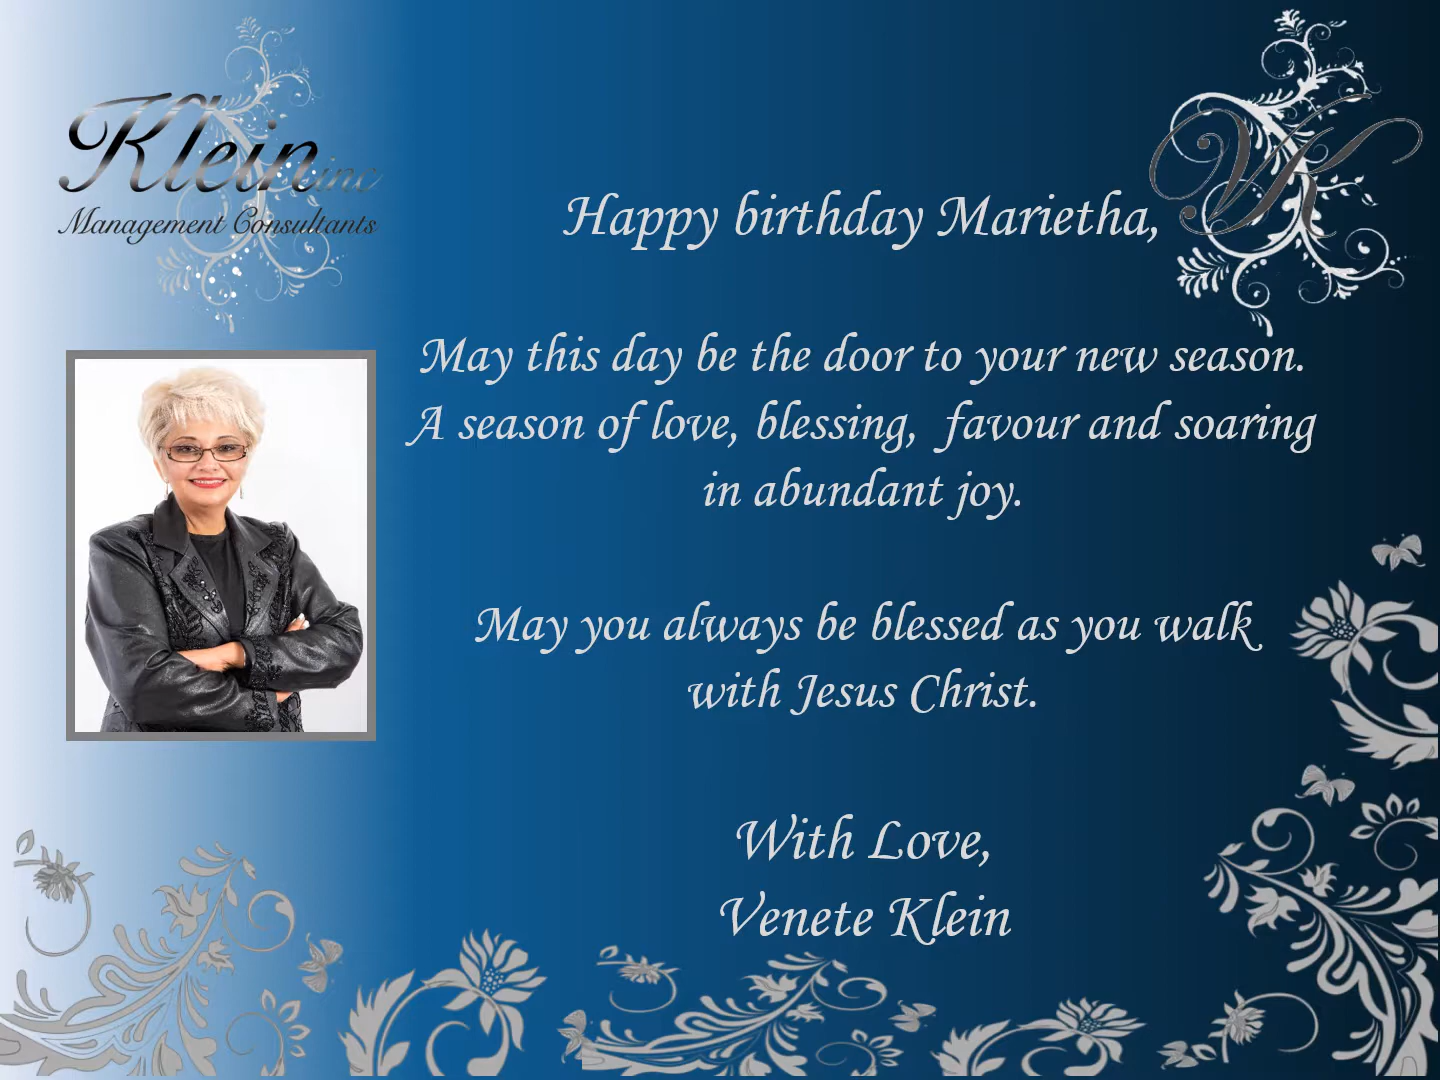 Klein inc
Management Consultants
VK
Happy birthday Marietha,
May this day be the door to your new season.
A season of love, blessing, favour and soaring
in abundant joy.
May you always be blessed as you walk
with Jesus Christ.
With Love,
Venete Klein